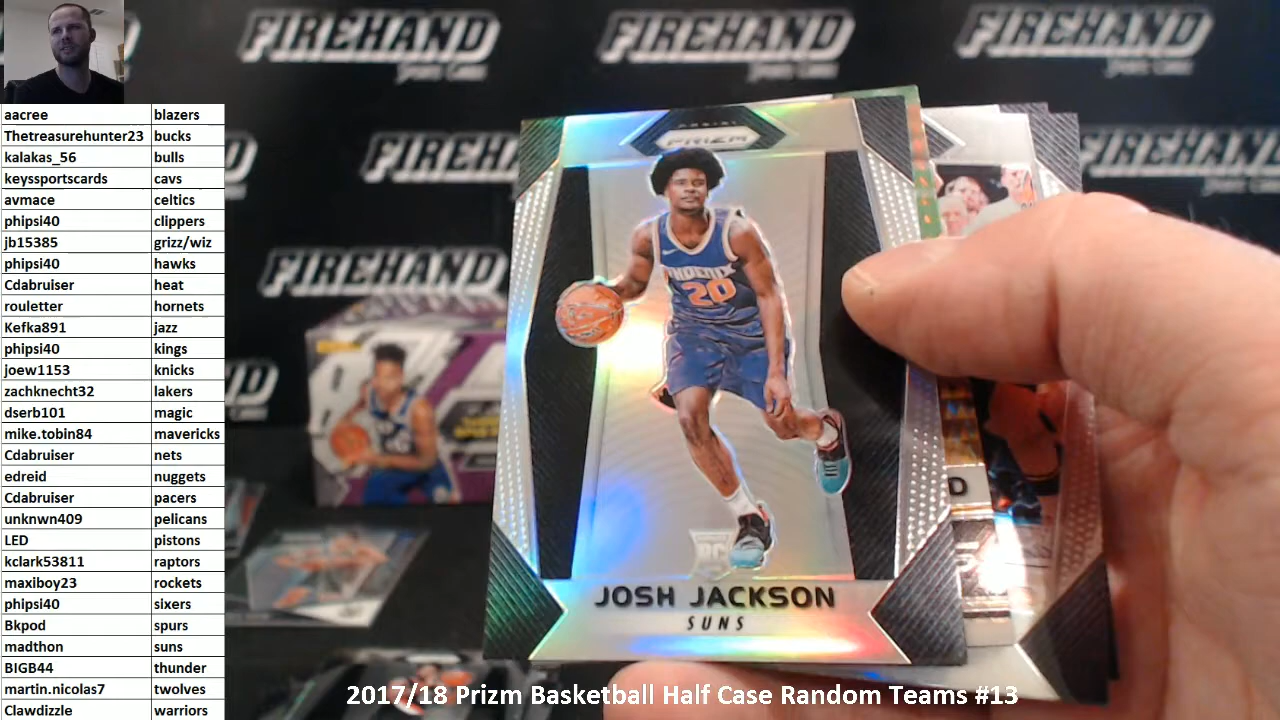 FIREHAND
FIREHAND
FIREHAND
FIREHAND
FIREHAND
FIREHAND
aacree blazers
Thetreasurehunter23 bucks
kalakas_56 bulls
keyssportscards cavs
avmace celtics
phipsi40 clippers
jb15385 grizz/wiz
phipsi40 hawks
Cdabruiser heat
rouletter hornets
Kefka891 jazz
phipsi40 kings
joew1153 knicks
zachknecht32 lakers
dserb101 magic
mike.tobin84 mavericks
Cdabruiser nets
edreid nuggets
Cdabruiser pacers
unknwn409 pelicans
LED pistons
kclark53811 raptors
maxiboy23 rockets
phipsi40 sixers
Bkpod spurs
madthon suns
BIGB44 thunder
martin.nicolas7 twolves
Clawdizzle warriors
PANINI
PRIZM
PHOENIX
20
RC
JOSH JACKSON
SUNS
D
2017/18 Prizm Basketball Half Case Random Teams #13